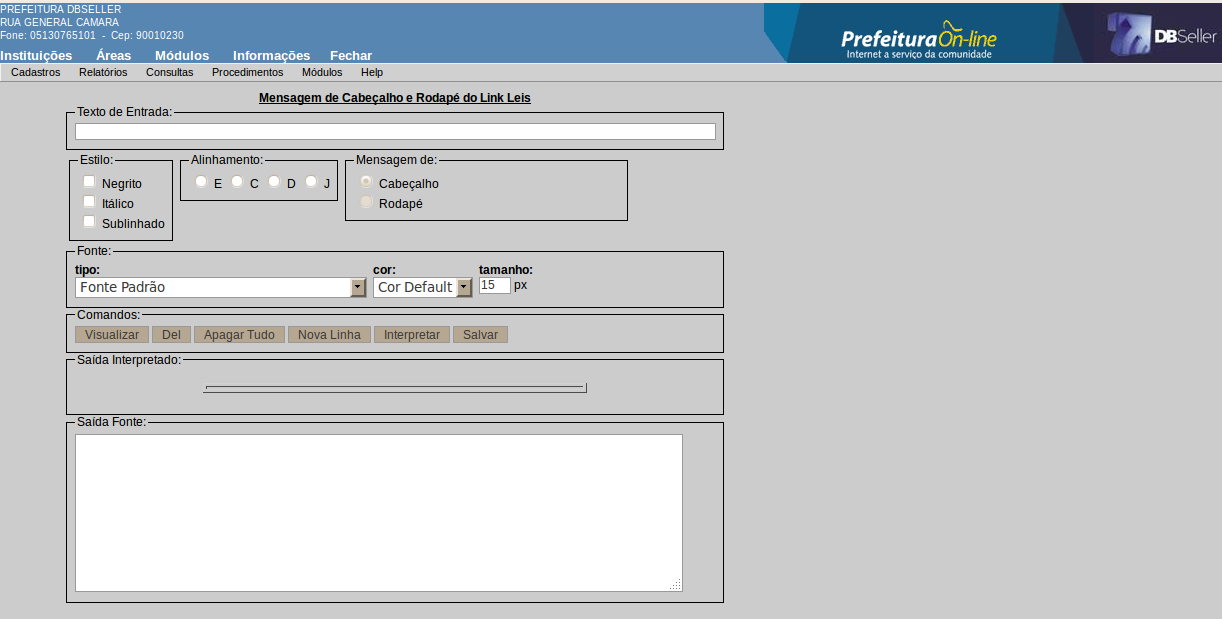 PREFEITURA DBSELLER
RUA GENERAL CAMARA
Fone: 05130765101 - Cep: 90010230
PrefeituraOn-line
Internet a serviço da comunidade
DBSeller
Instituições Áreas Módulos Informações Fechar
Cadastros Relatórios Consultas Procedimentos Módulos Help
Mensagem de Cabeçalho e Rodapé do Link Leis
Texto de Entrada:
Estilo: Alinhamento: Mensagem de:
Negrito E C D J Cabeçalho
Itálico Rodapé
Sublinhado
Fonte:
tipo: cor: tamanho:
Fonte Padrão Cor Default 15 px
Comandos:
Visualizar Del Apagar Tudo Nova Linha Interpretar Salvar
Saída Interpretado:
Saída Fonte: